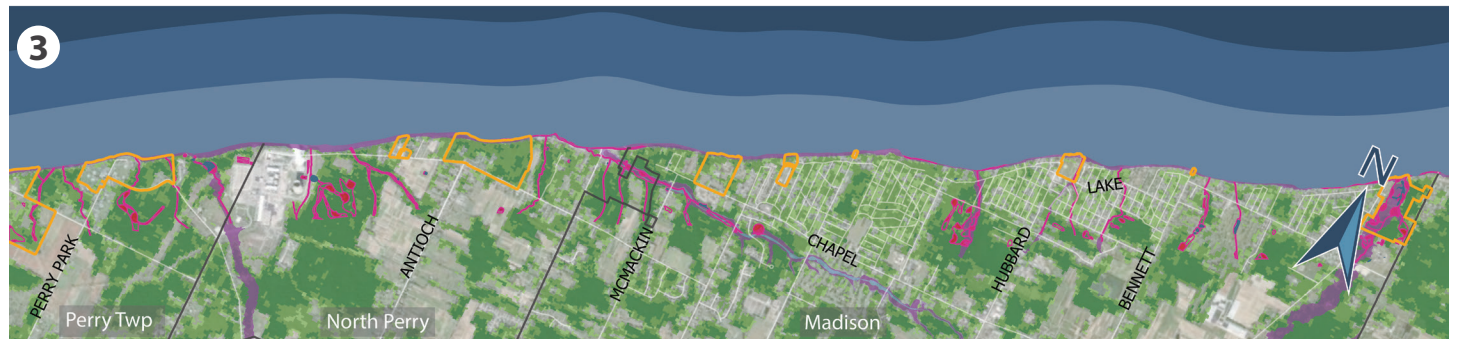 3
N
LAKE
PERRY PARK
ANTIOCH
MCMACKIN
CHAPEL
HUBBARD
BENNETT
Perry Twp
North Perry
Madison